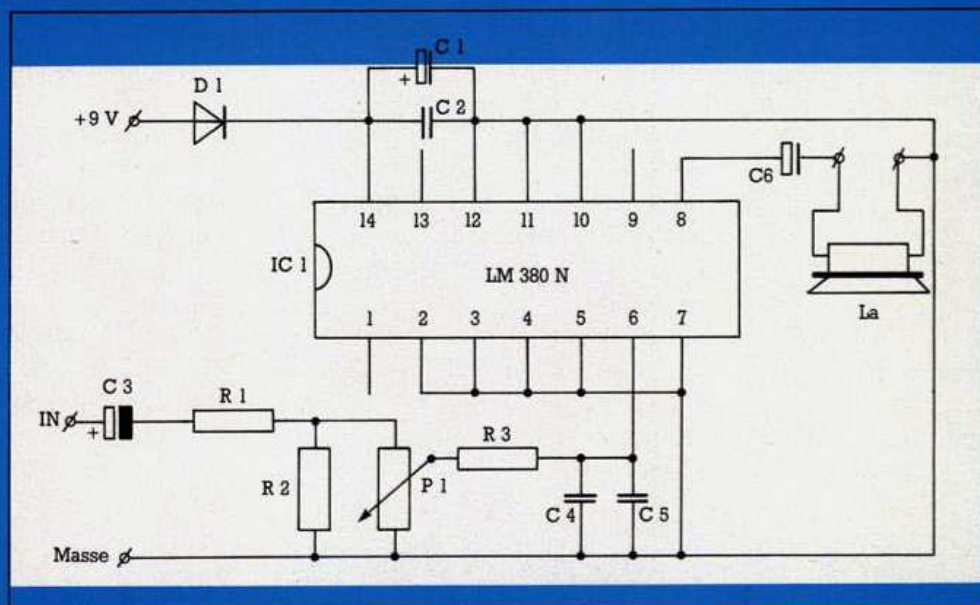 C 1
+
D 1
C 2
+9 V
C6
14 13 12 11 10 9 8
IC 1
LM 380 N
La
1 2 3 4 5 6 7
C 3
R 1
IN
+
R 3
R 2
P 1
C 4
C 5
Masse